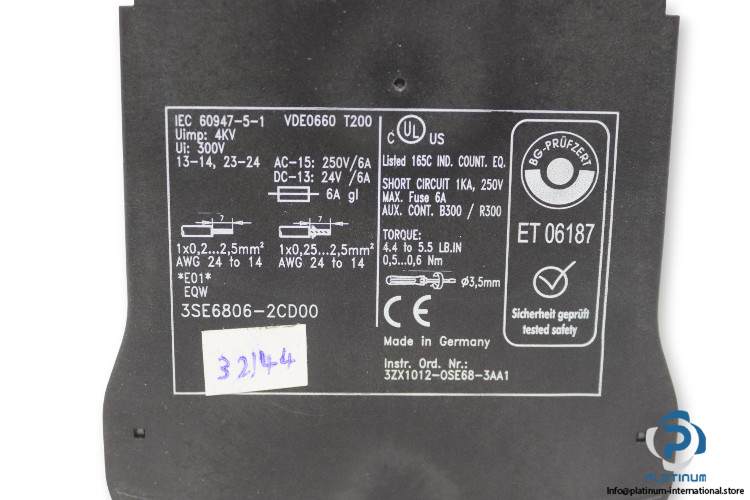 IEC 60947-5-1 VDE0660 T200
Uimp: 4KV
Ui: 300V
13-14, 23-24 AC-15: 250V/6A
DC-13: 24V /6A
6A gl
7 7
1x0,2...2,5mm² 1x0,25...2,5mm²
AWG 24 to 14 AWG 24 to 14
*E01*
EQW
3SE6806-2CD00
32/44
C UL US
Listed 165C IND. COUNT. EQ.
SHORT CIRCUIT 1KA, 250V
MAX. Fuse 6A
AUX. CONT. B300 / R300
TORQUE:
4.4 to 5.5 LB.IN
0,5...0,6 Nm
ø3,5mm
CE
Made in Germany
Instr. Ord. Nr.:
3ZX1012-0SE68-3AA1
BG-PRÜFZERT
ET 06187
Sicherheit geprüft
tested safety
PLATINUM
Info@platinum-international.store